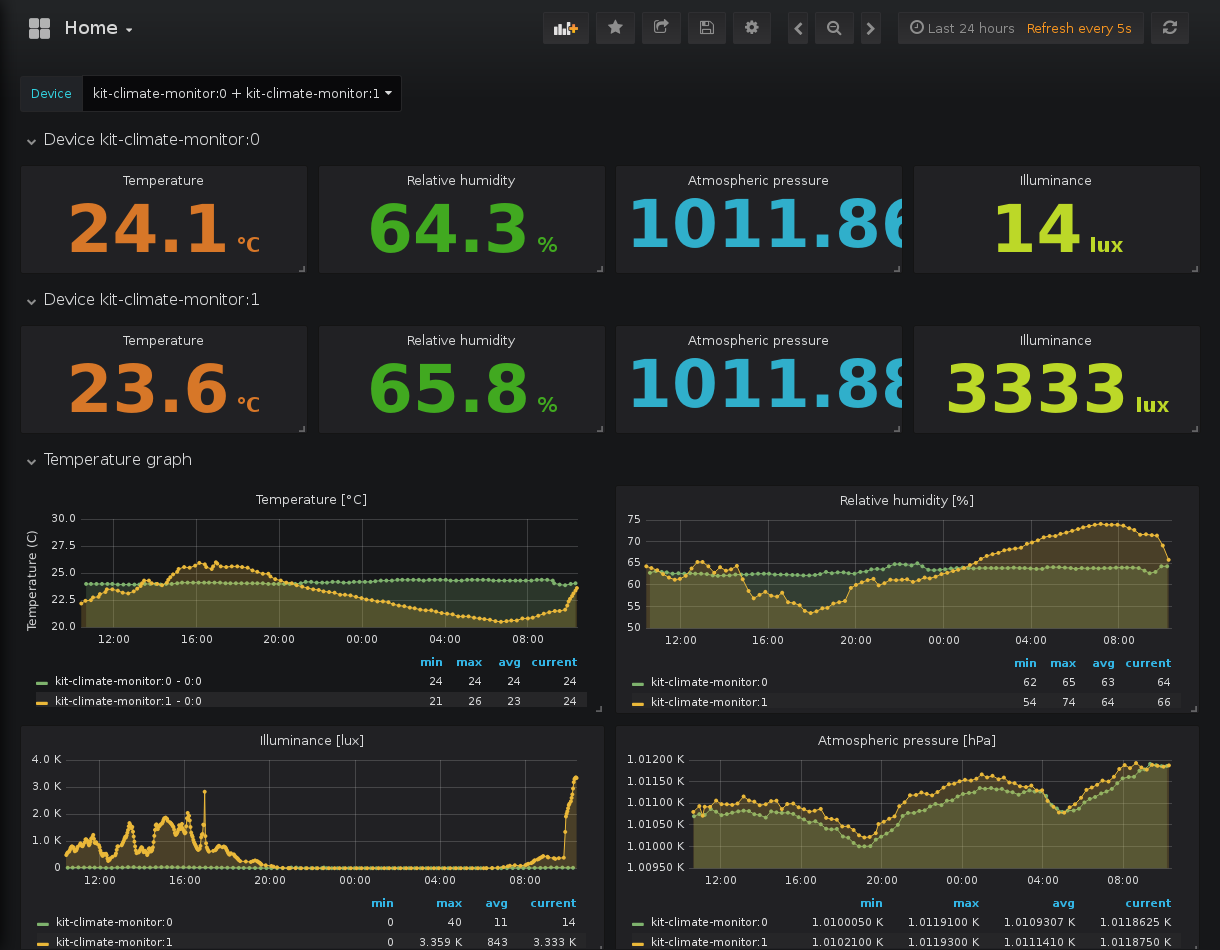 Home
Last 24 hours Refresh every 5s
Device kit-climate-monitor:0 + kit-climate-monitor:1
Device kit-climate-monitor:0
Temperature Relative humidity Atmospheric pressure Illuminance
24.1 °C 64.3 % 1011.86 14 lux
Device kit-climate-monitor:1
Temperature Relative humidity Atmospheric pressure Illuminance
23.6 °C 65.8 % 1011.88 3333 lux
Temperature graph
Temperature [°C]
Temperature (C)
30.0
27.5
25.0
22.5
20.0
12:00 16:00 20:00 00:00 04:00 08:00
min max avg current
kit-climate-monitor:0 - 0:0 24 24 24 24
kit-climate-monitor:1 - 0:0 21 26 23 24
Relative humidity [%]
75
70
65
60
55
50
12:00 16:00 20:00 00:00 04:00 08:00
min max avg current
kit-climate-monitor:0 62 65 63 64
kit-climate-monitor:1 54 74 64 66
Illuminance [lux]
4.0 K
3.0 K
2.0 K
1.0 K
0
12:00 16:00 20:00 00:00 04:00 08:00
min max avg current
kit-climate-monitor:0 0 40 11 14
kit-climate-monitor:1 0 3.359 K 843 3.333 K
Atmospheric pressure [hPa]
1.01200 K
1.01150 K
1.01100 K
1.01050 K
1.01000 K
1.00950 K
12:00 16:00 20:00 00:00 04:00 08:00
min max avg current
kit-climate-monitor:0 1.0100050 K 1.0119100 K 1.0109307 K 1.0118625 K
kit-climate-monitor:1 1.0102100 K 1.0119300 K 1.0111410 K 1.0118750 K